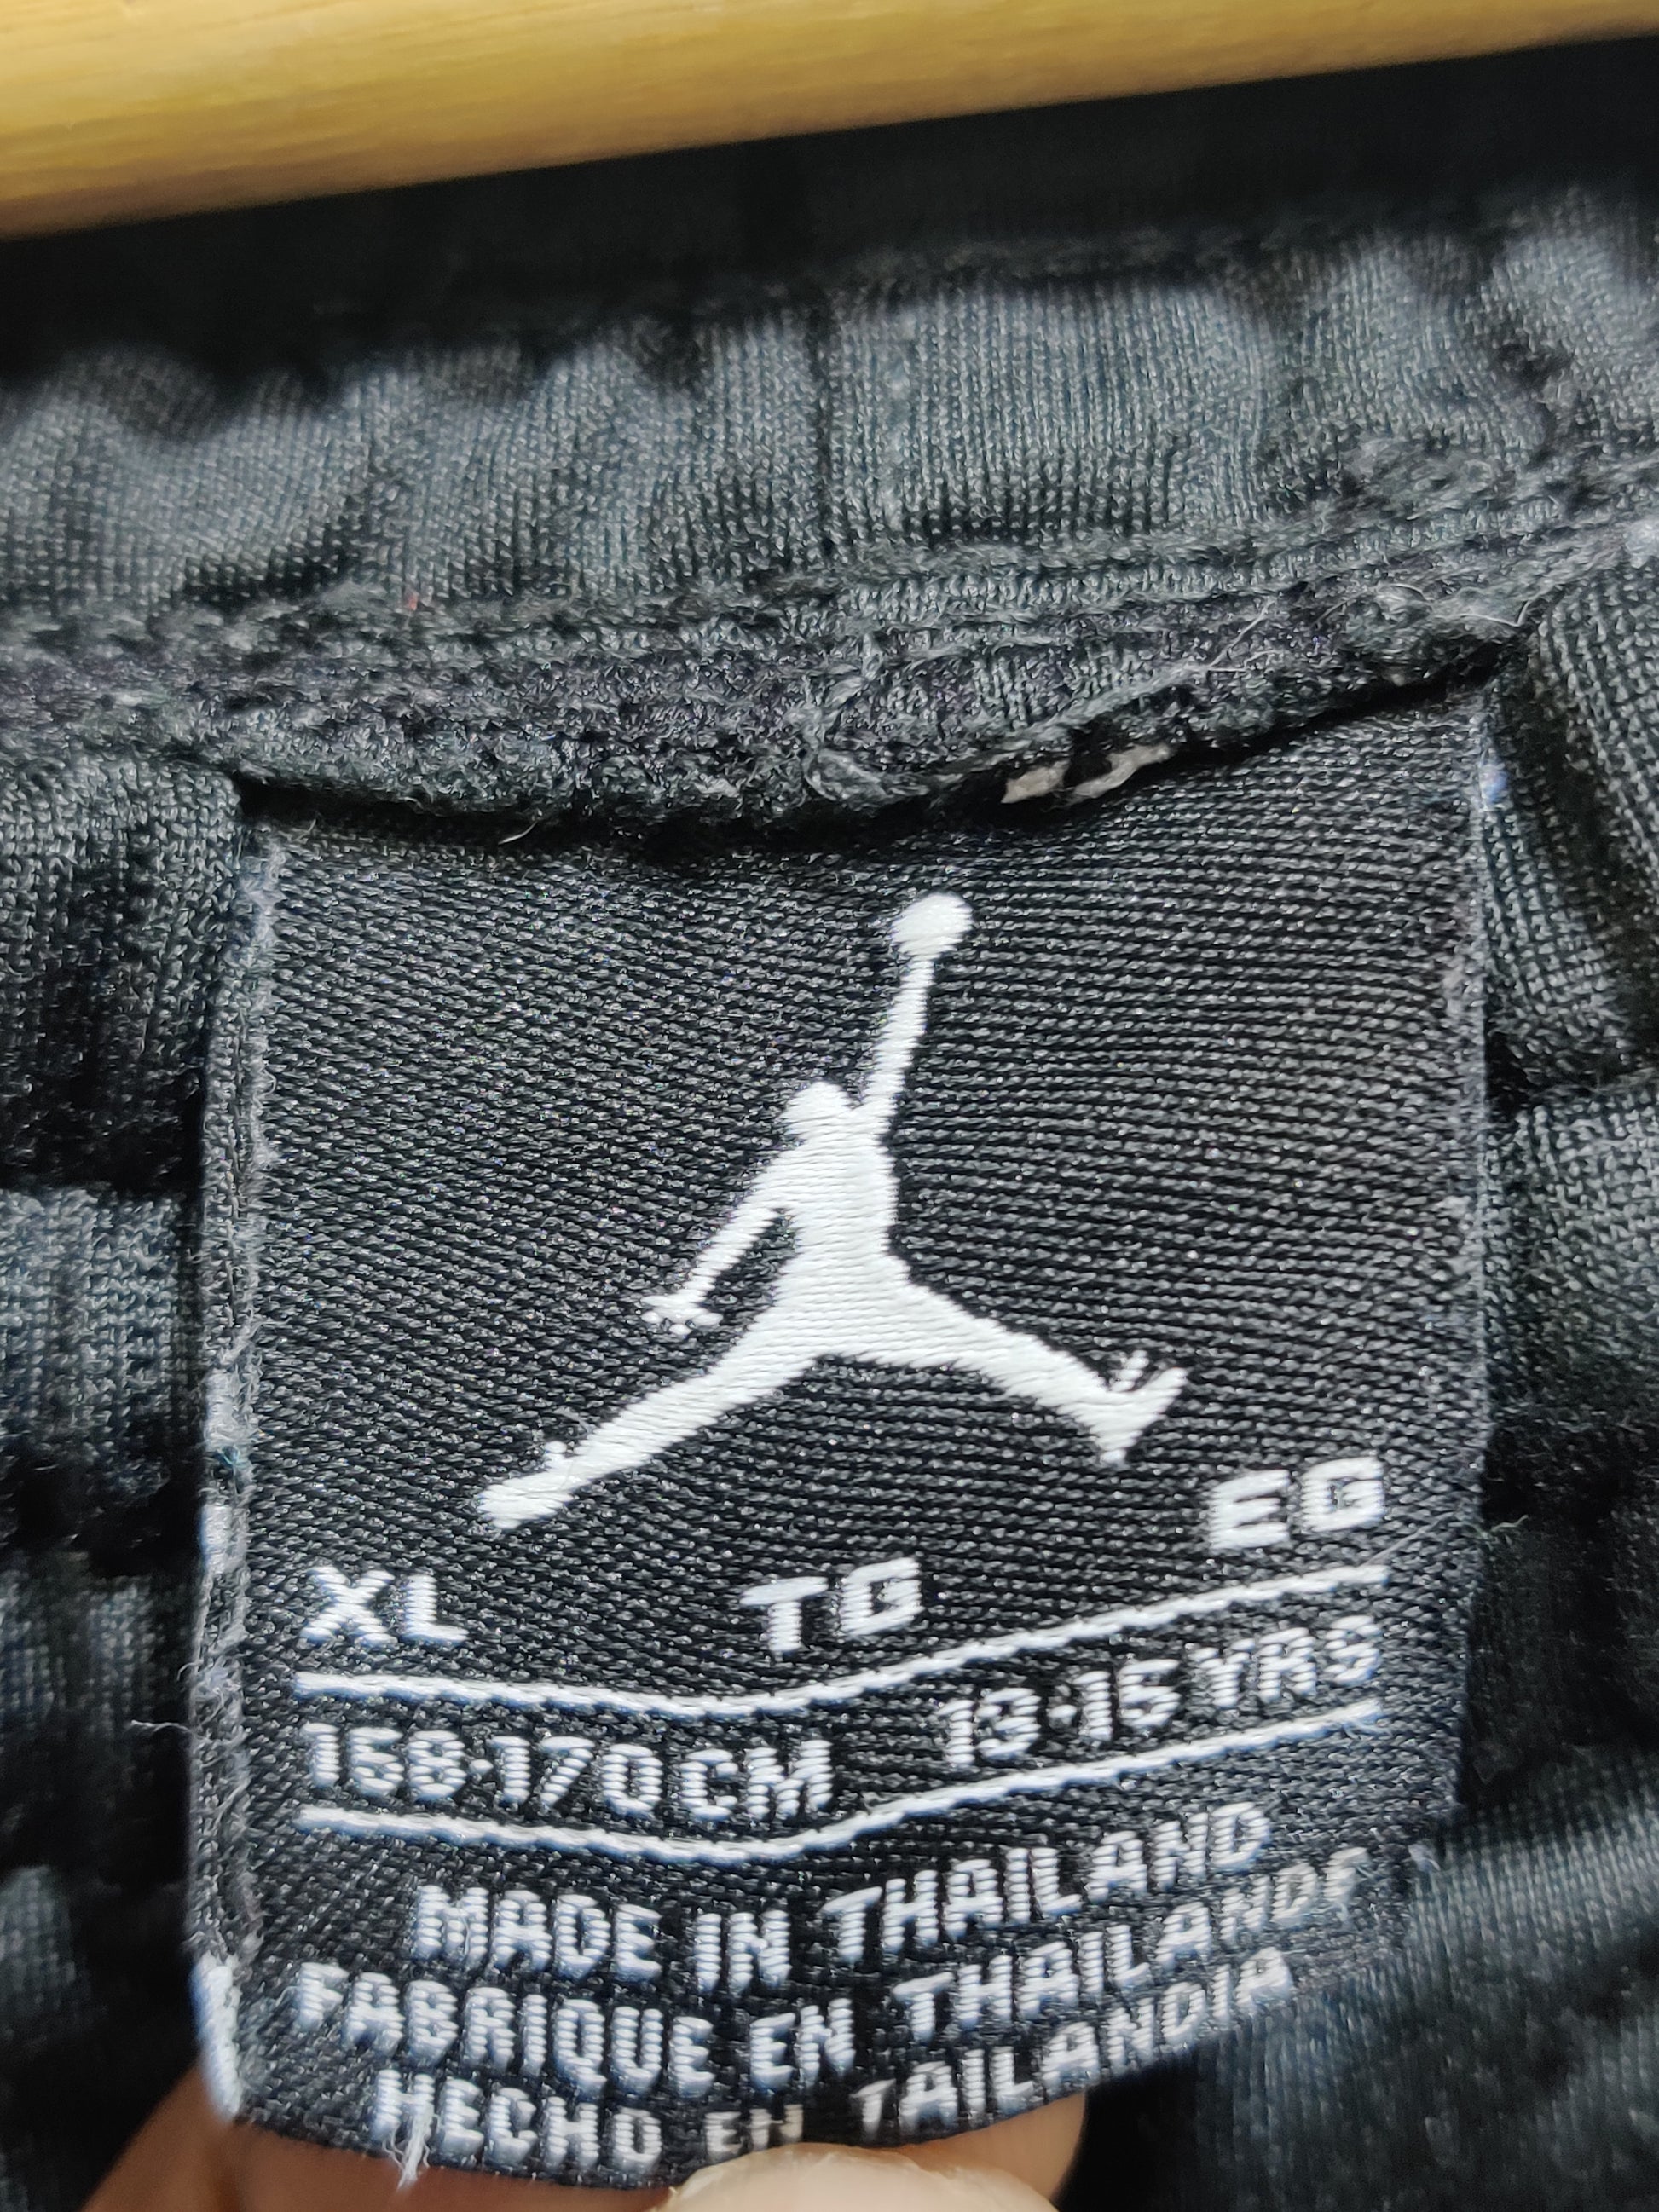 XL TG EG
158-170CM 13-15 YRS
MADE IN THAILAND
FABRIQUE EN THAILANDE
HECHO EN TAILANDIA